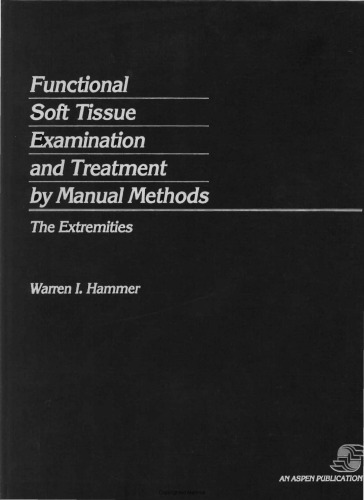 Functional
Soft Tissue
Examination
and Treatment
by Manual Methods
The Extremities
Warren I. Hammer
AN ASPEN PUBLICATION